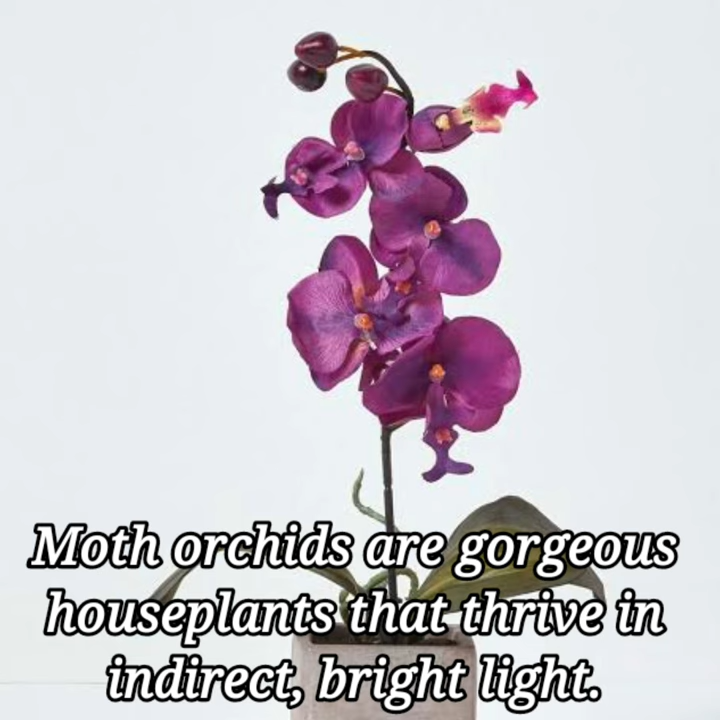 Moth orchids are gorgeous
houseplants that thrive in
indirect, bright light.